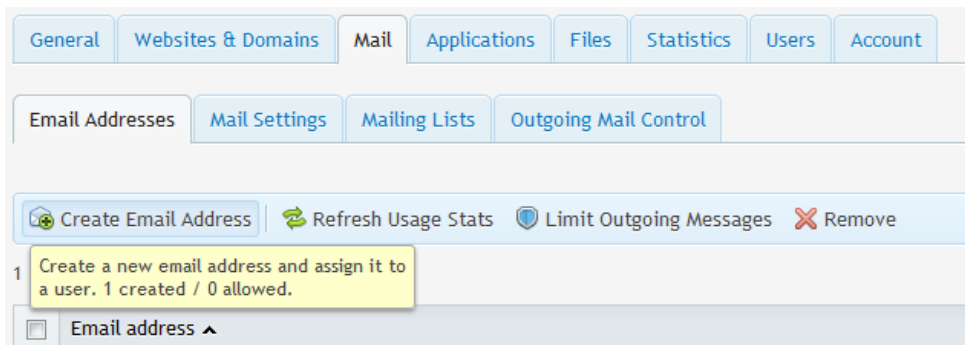 General Websites & Domains Mail Applications Files Statistics Users Account
Email Addresses Mail Settings Mailing Lists Outgoing Mail Control
Create Email Address Refresh Usage Stats Limit Outgoing Messages Remove
Create a new email address and assign it to
1 a user. 1 created / 0 allowed.
Email address